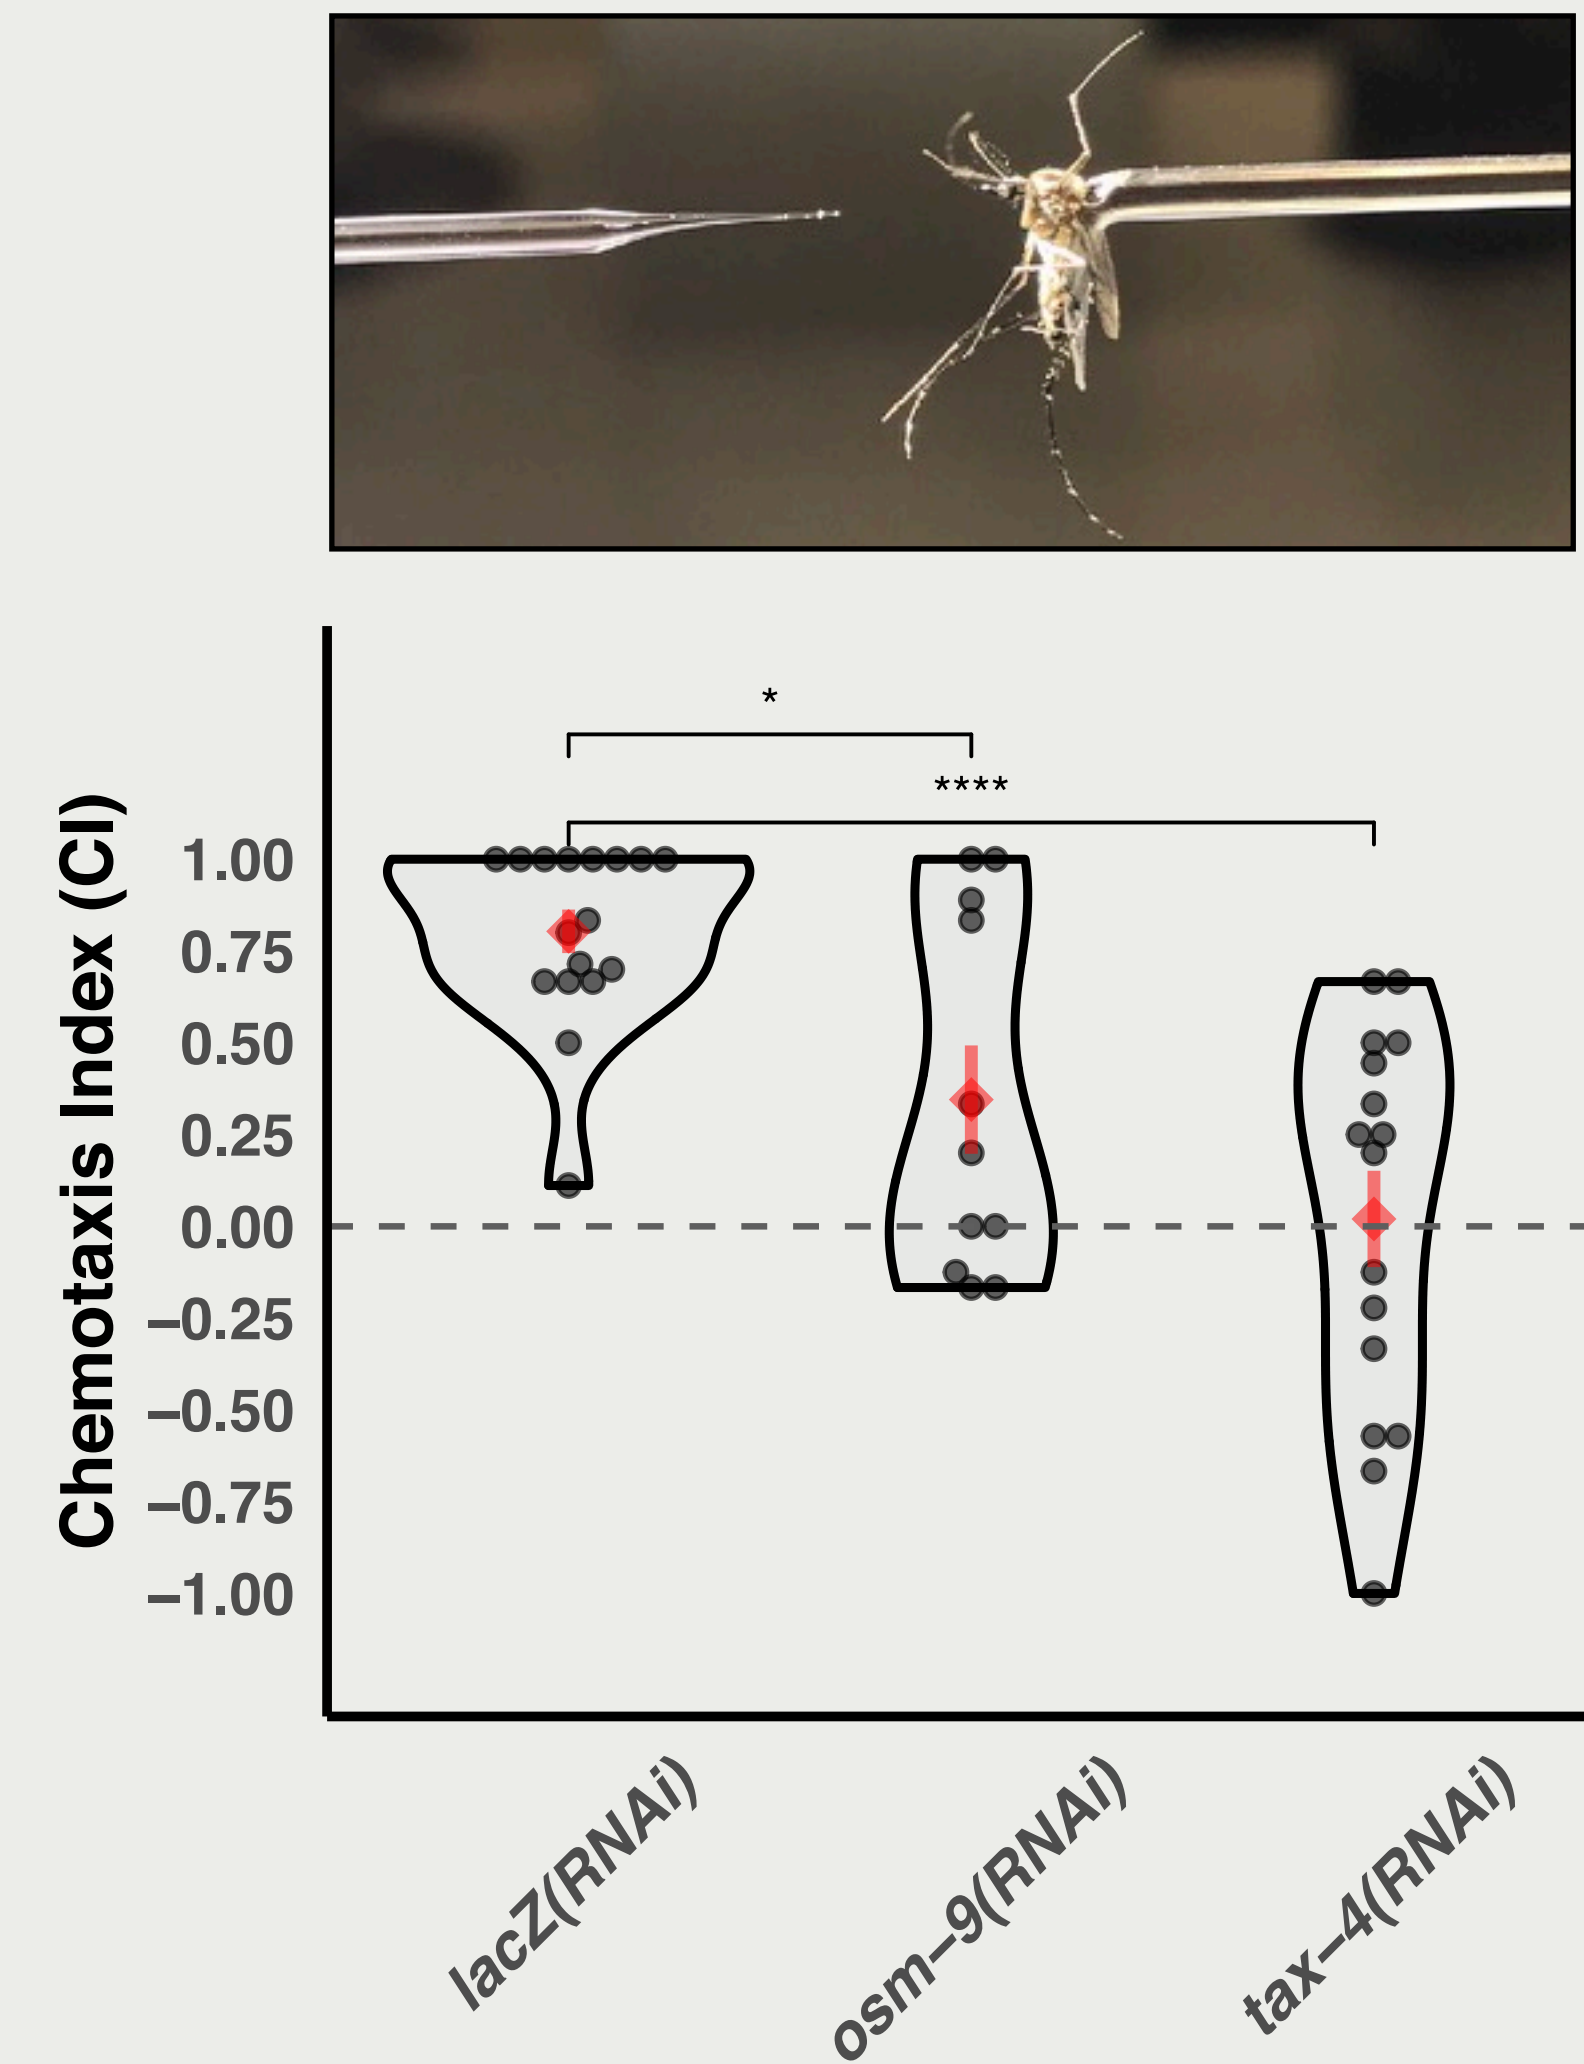 *
****
Chemotaxis Index (CI)
1.00
0.75
0.50
0.25
0.00
−0.25
−0.50
−0.75
−1.00
lacZ(RNAi)
osm−9(RNAi)
tax−4(RNAi)